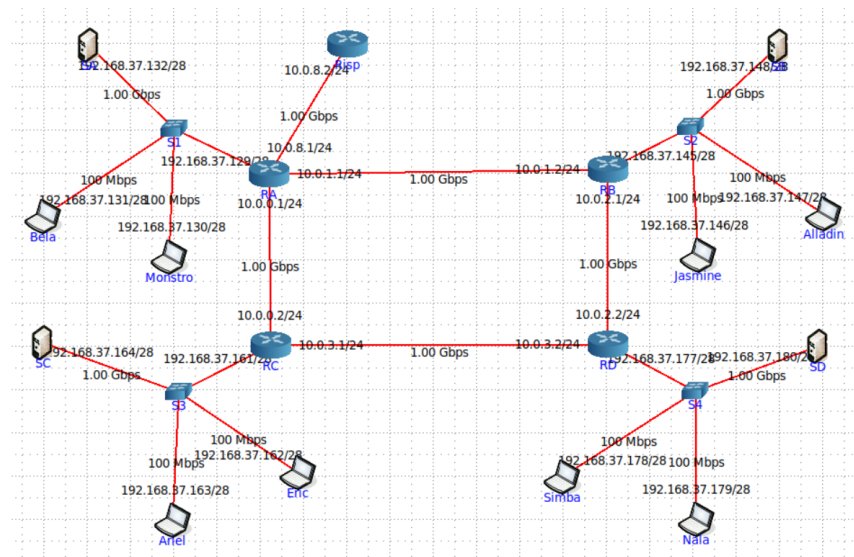 192.168.37.132/28
Risp
10.0.8.2/24
1.00 Gbps
1.00 Gbps
10.0.8.1/24
S1
192.168.37.129/28
10.0.1.1/24
RA
10.0.0.1/24
100 Mbps
192.168.37.131/28
100 Mbps
Bela
192.168.37.130/28
Monstro
1.00 Gbps
10.0.1.2/24
RB
10.0.2.1/24
192.168.37.148/28
SB
1.00 Gbps
S2
192.168.37.145/28
100 Mbps
100 Mbps
192.168.37.147/28
192.168.37.146/28
Alladin
Jasmine
1.00 Gbps
1.00 Gbps
10.0.0.2/24
10.0.2.2/24
SC
192.168.37.164/28
192.168.37.161/28
RC
10.0.3.1/24
1.00 Gbps
10.0.3.2/24
RD
192.168.37.177/28
192.168.37.180/28
SD
1.00 Gbps
1.00 Gbps
S3
S4
100 Mbps
192.168.37.162/28
100 Mbps
Eric
192.168.37.163/28
Ariel
100 Mbps
192.168.37.178/28
100 Mbps
Simba
192.168.37.179/28
Nala